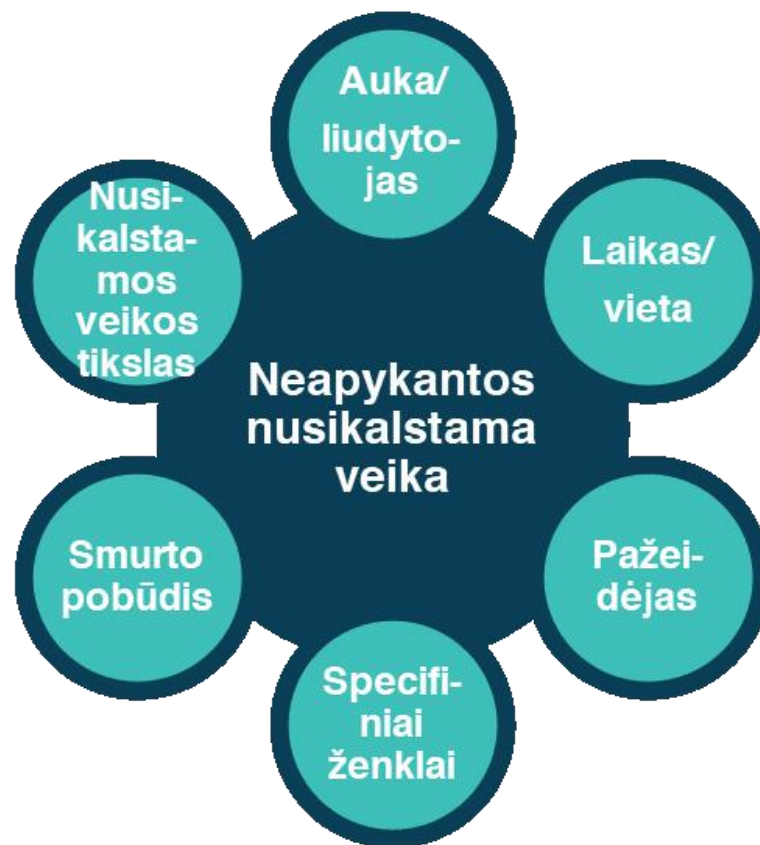 Auka/
liudyto-
jas
Laikas/
vieta
Pažei-
dėjas
Specifi-
niai
ženklai
Smurto
pobūdis
Nusi-
kalsta-
mos
veikos
tikslas
Neapykantos
nusikalstama
veika